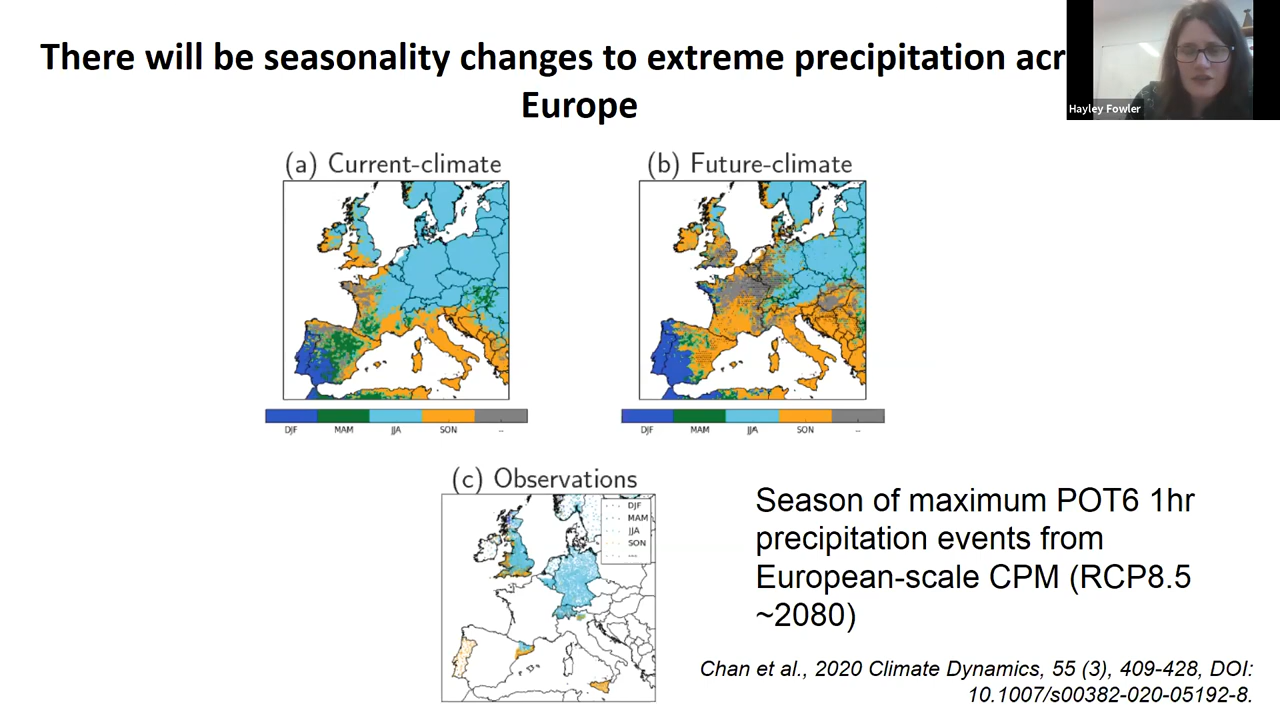 There will be seasonality changes to extreme precipitation acr
Europe
Hayley Fowler
(a) Current-climate
(b) Future-climate
DJF MAM JJA SON --
DJF MAM JJA SON --
(c) Observations
DJF
MAM
JJA
SON
---
Season of maximum POT6 1hr
precipitation events from
European-scale CPM (RCP8.5
~2080)
Chan et al., 2020 Climate Dynamics, 55 (3), 409-428, DOI:
10.1007/s00382-020-05192-8.